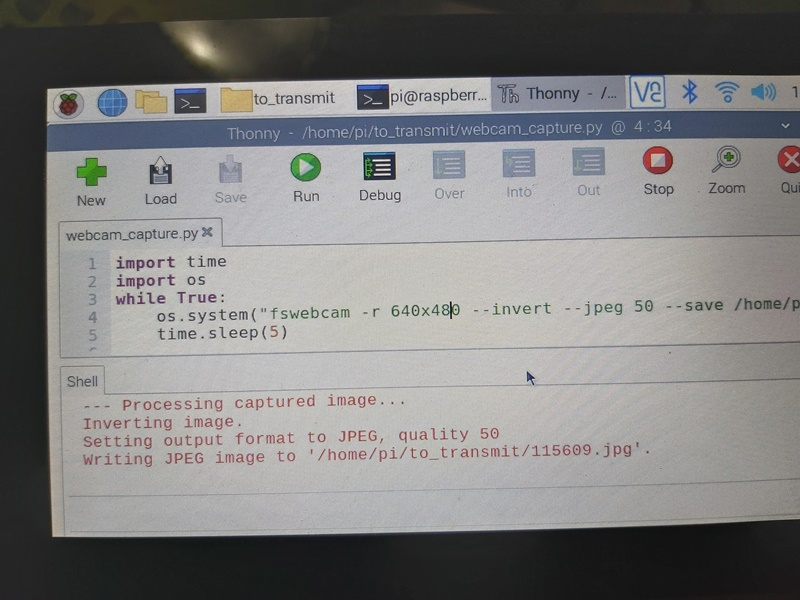 to_transmit pi@raspberr... Thonny - /... V2 1
Thonny - /home/pi/to_transmit/webcam_capture.py @ 4:34
New Load Save Run Debug Over Into Out Stop Zoom Qui
webcam_capture.py
1 import time
2 import os
3 while True:
4 os.system("fswebcam -r 640x480 --invert --jpeg 50 --save /home/p
5 time.sleep(5)
Shell
--- Processing captured image...
Inverting image.
Setting output format to JPEG, quality 50
Writing JPEG image to '/home/pi/to_transmit/115609.jpg'.